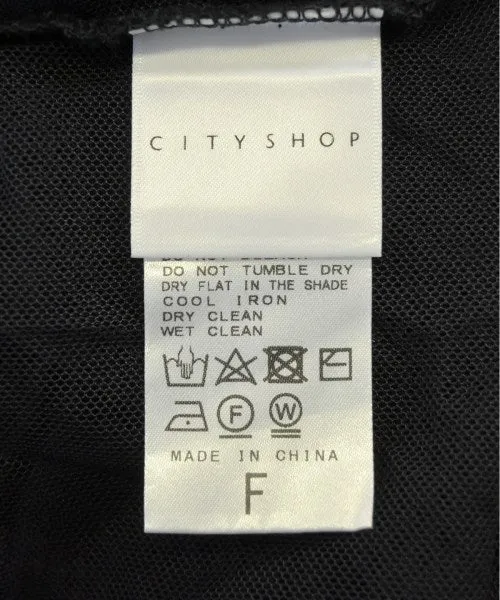 CITYSHOP
DO NOT TUMBLE DRY
DRY FLAT IN THE SHADE
COOL IRON
DRY CLEAN
WET CLEAN
F W
MADE IN CHINA
F